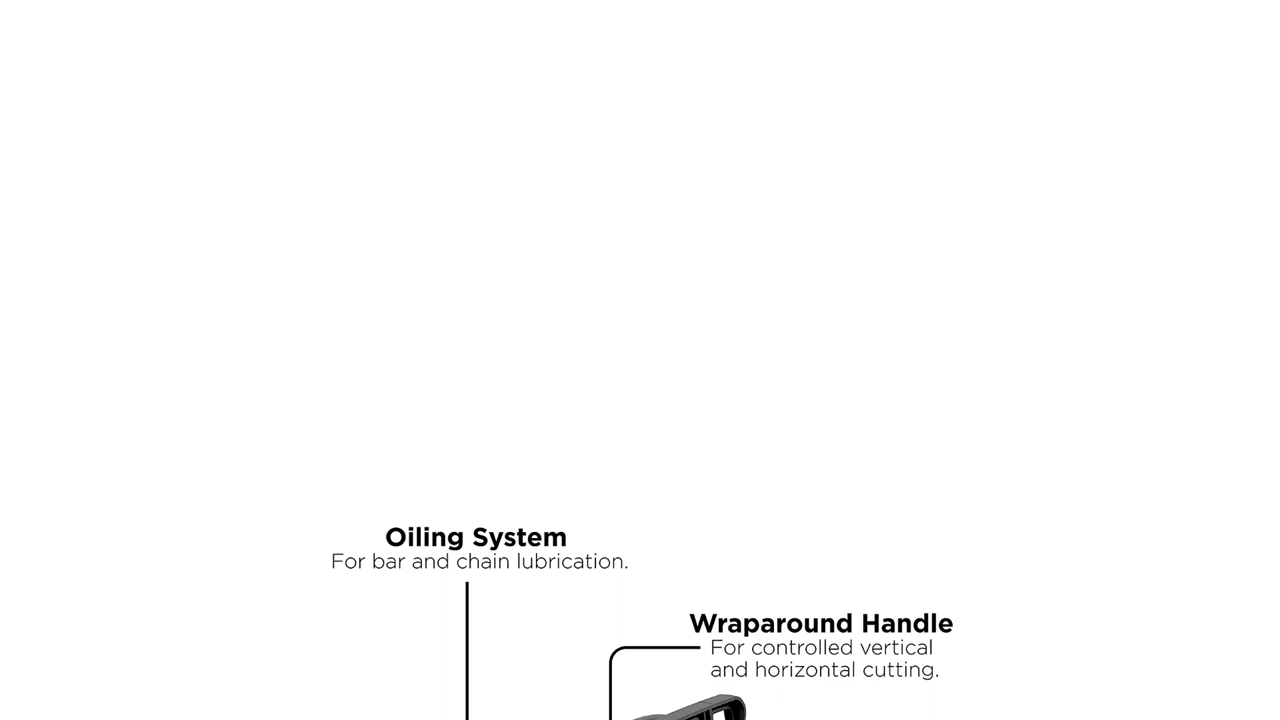 Oiling System
For bar and chain lubrication.
Wraparound Handle
For controlled vertical
and horizontal cutting.